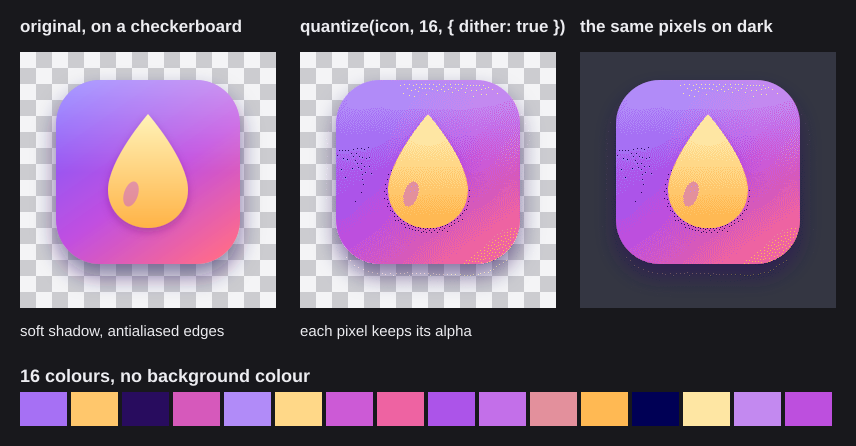 original, on a checkerboard
quantize(icon, 16, { dither: true })
the same pixels on dark
soft shadow, antialiased edges
each pixel keeps its alpha
16 colours, no background colour